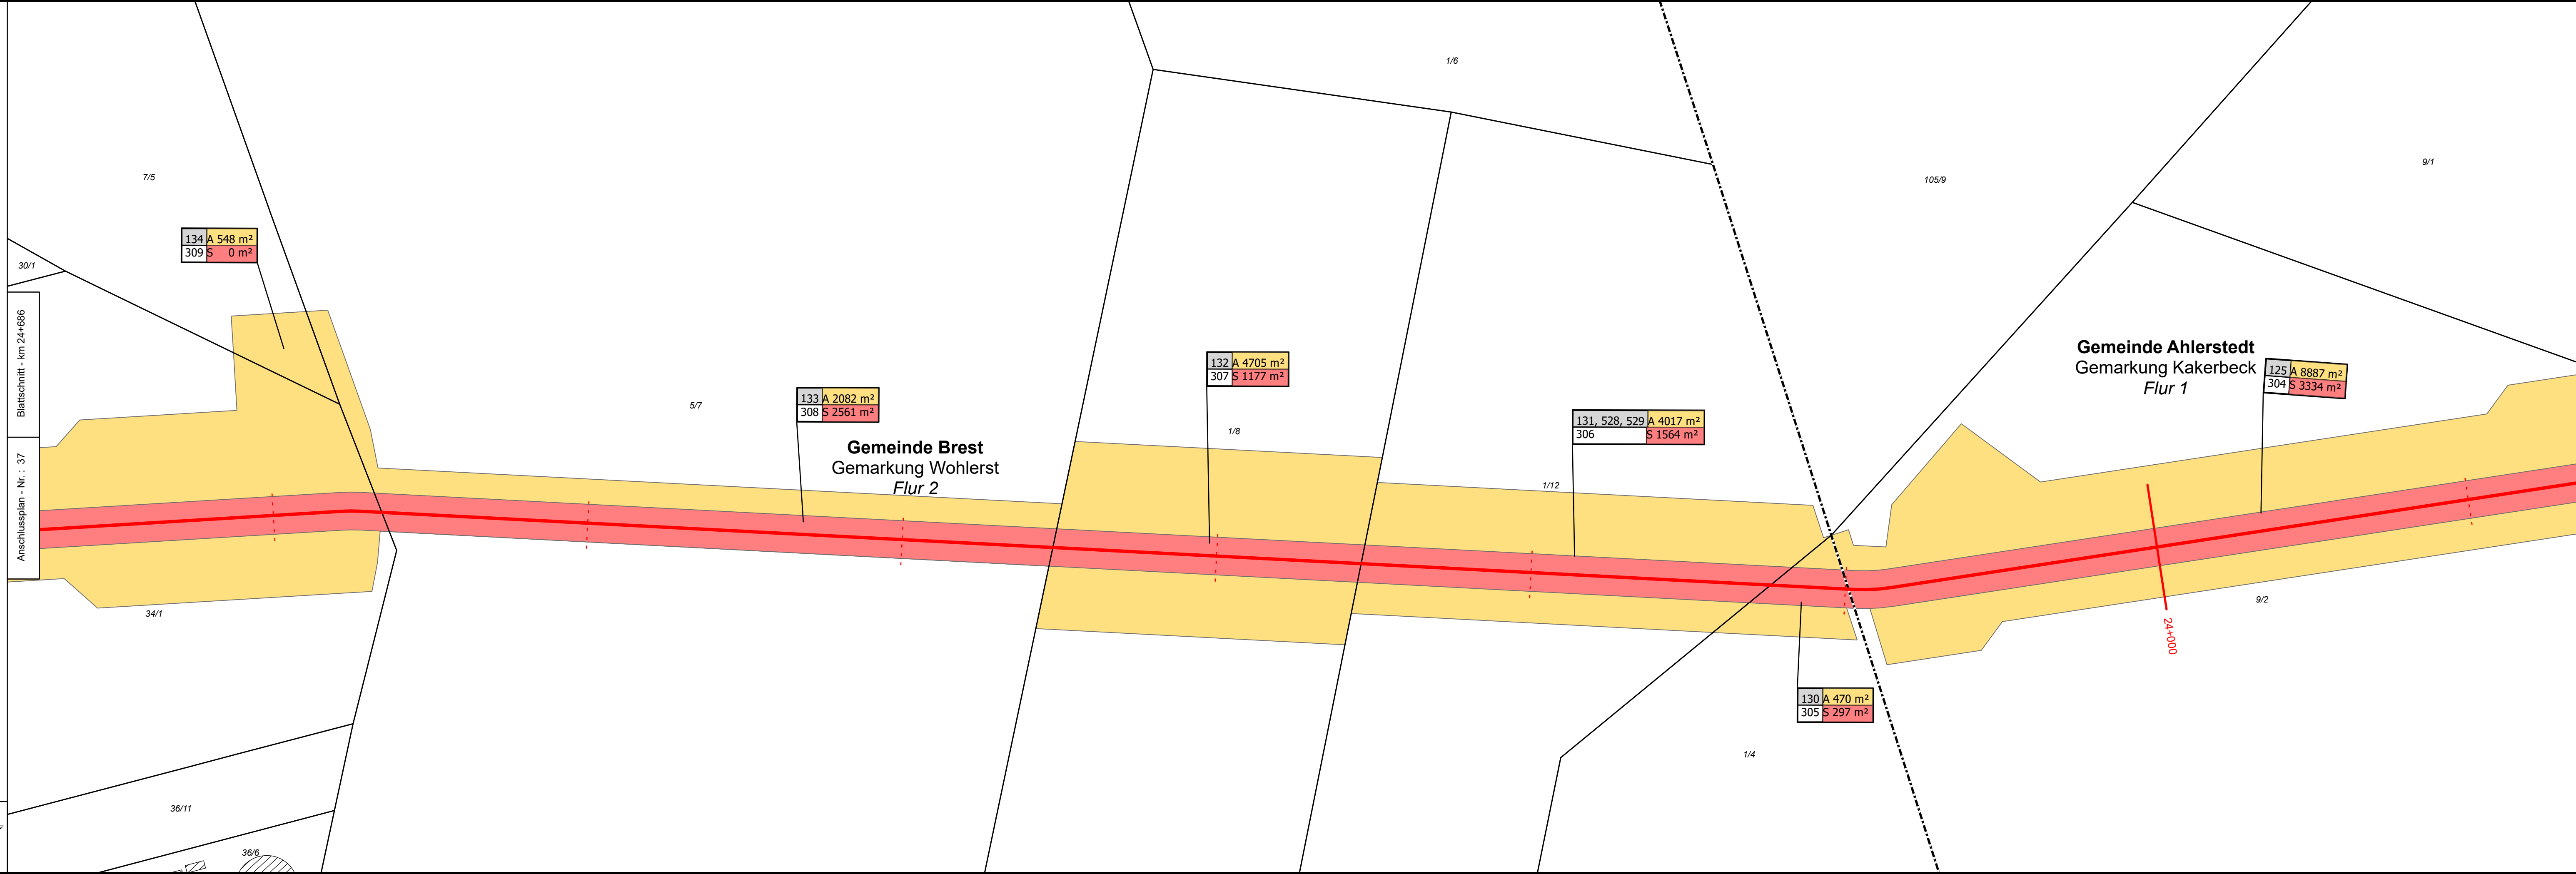 1/6
7/5
9/1
105/9
134 A 548 m²
309 S 0 m²
30/1
Blattschnitt - km 24+686
Anschlussplan - Nr. : 37
Gemeinde Ahlerstedt
Gemarkung Kakerbeck
Flur 1
125 A 8887 m²
304 S 3334 m²
132 A 4705 m²
307 S 1177 m²
133 A 2082 m²
308 S 2561 m²
5/7
131, 528, 529 A 4017 m²
306 S 1564 m²
1/8
Gemeinde Brest
Gemarkung Wohlerst
Flur 2
1/12
34/1
9/2
24+000
130 A 470 m²
305 S 297 m²
1/4
36/11
36/6